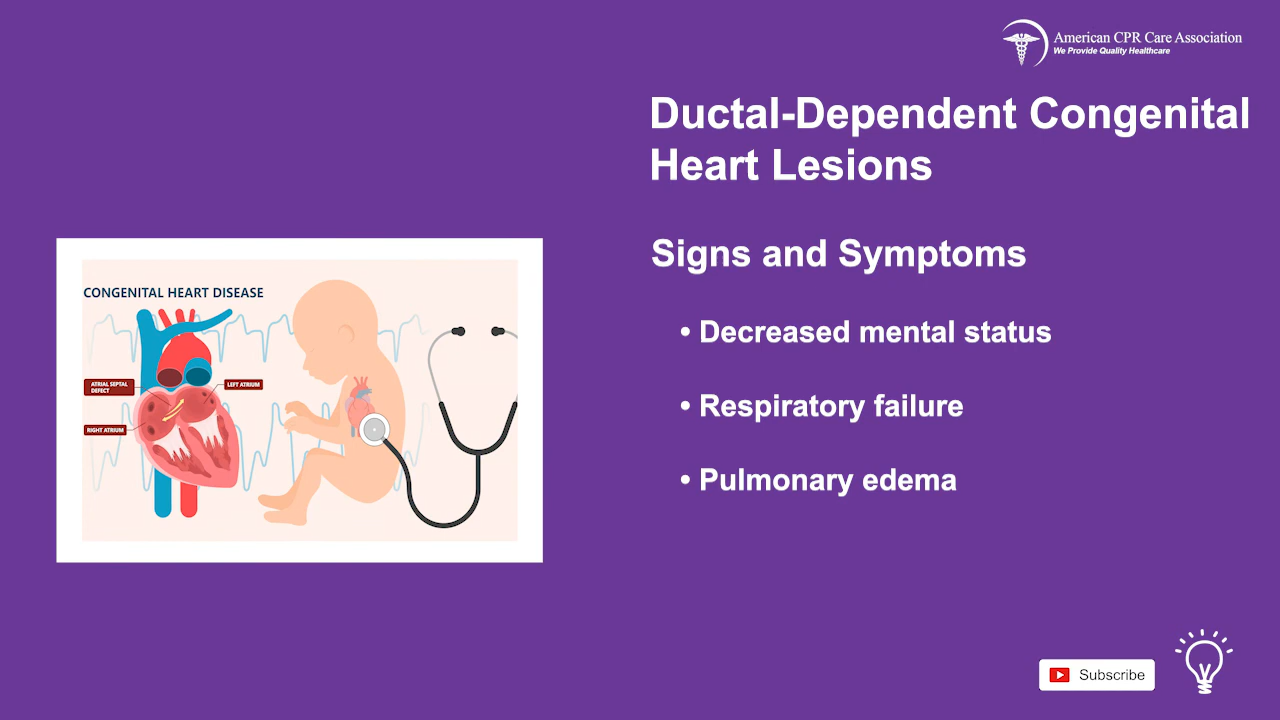 American CPR Care Association
We Provide Quality Healthcare
Ductal-Dependent Congenital
Heart Lesions
Signs and Symptoms
• Decreased mental status
• Respiratory failure
• Pulmonary edema
CONGENITAL HEART DISEASE
ATRIAL SEPTAL
DEFECT
LEFT ATRIUM
RIGHT ATRIUM
Subscribe